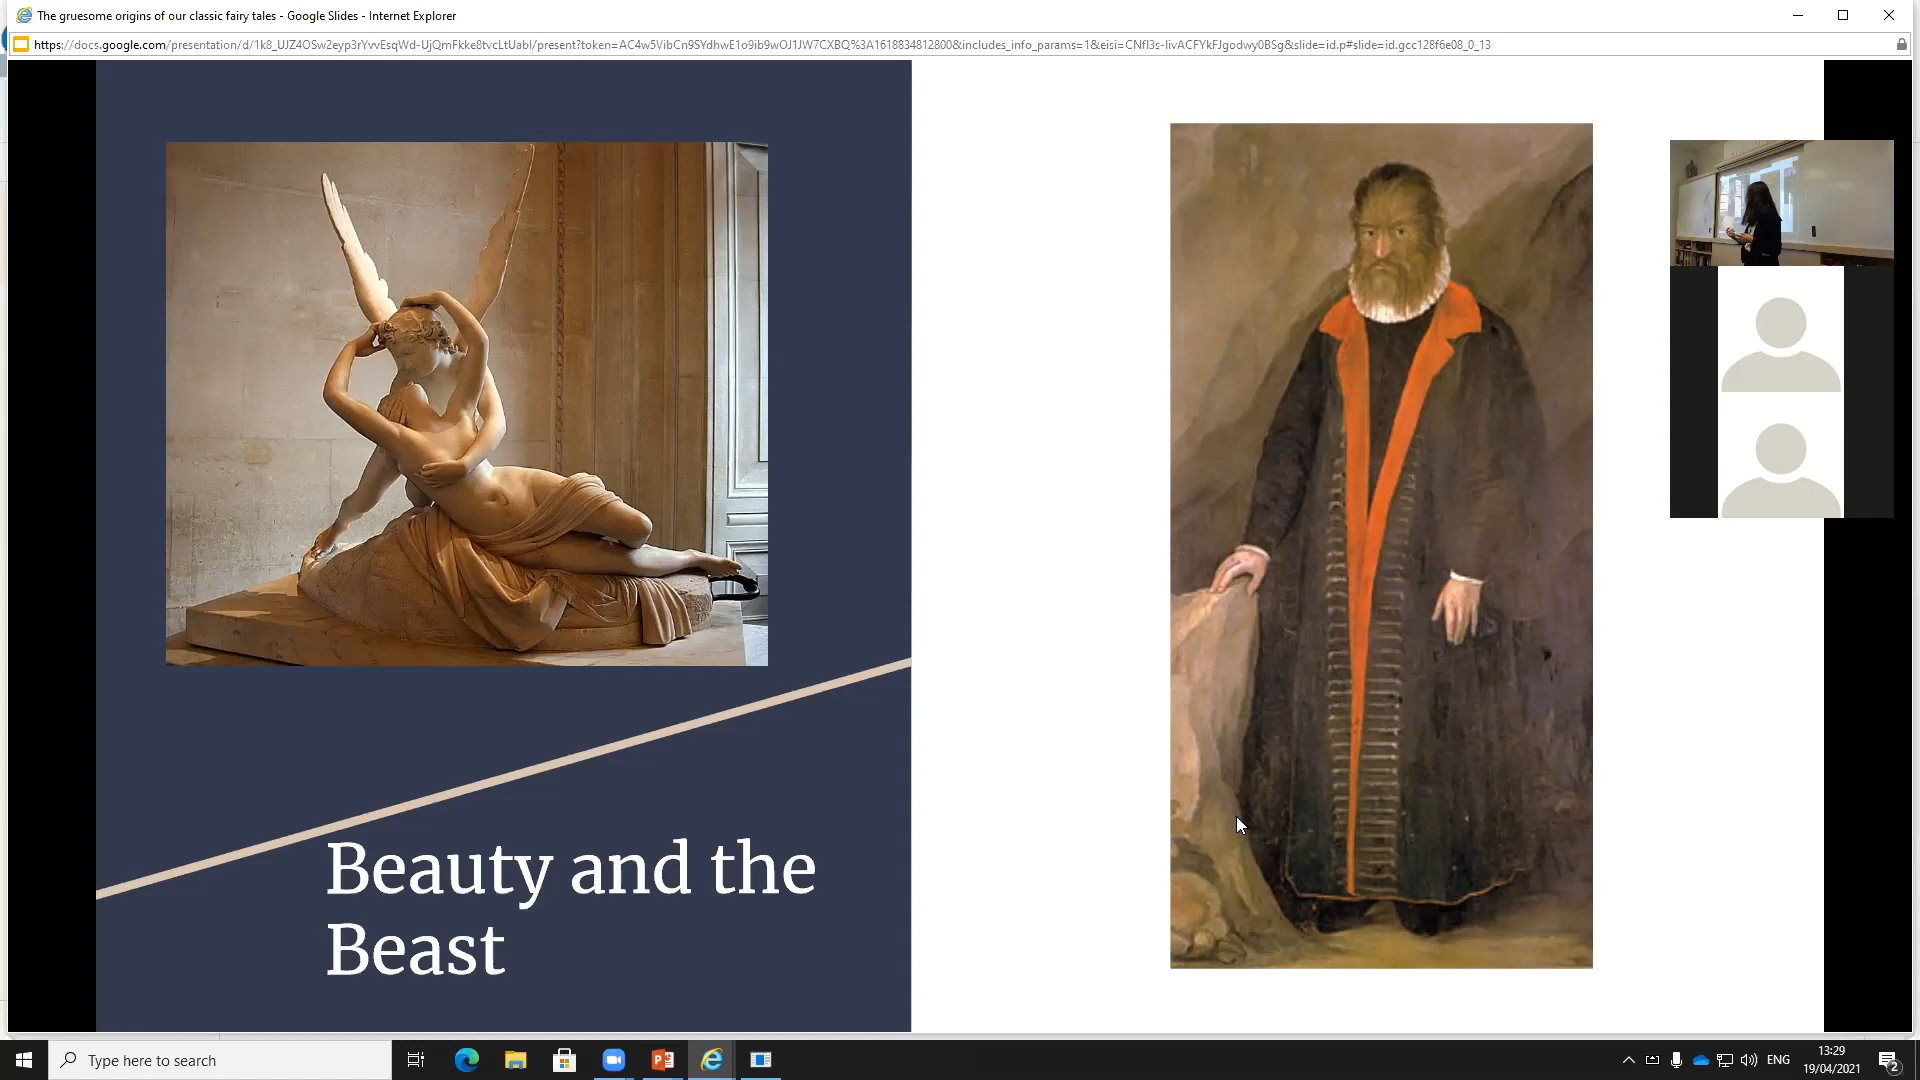 The gruesome origins of our classic fairy tales - Google Slides - Internet Explorer
https://docs.google.com/presentation/d/1k8_UJZ4OSw2eyp3rYvvEsqWd-UjQmFkke8tvcLtUabI/present?token=AC4w5VibCn9SYdhwE1o9ib9wOJ1JW7CXBQ%3A1618834812800&includes_info_params=1&eisi=CNfI3s-IivACFYkFJgodwy0BSg&slide=id.p#slide=id.gcc128f6e08_0_13
Beauty and the
Beast
Type here to search
ENG
13:29
19/04/2021
2